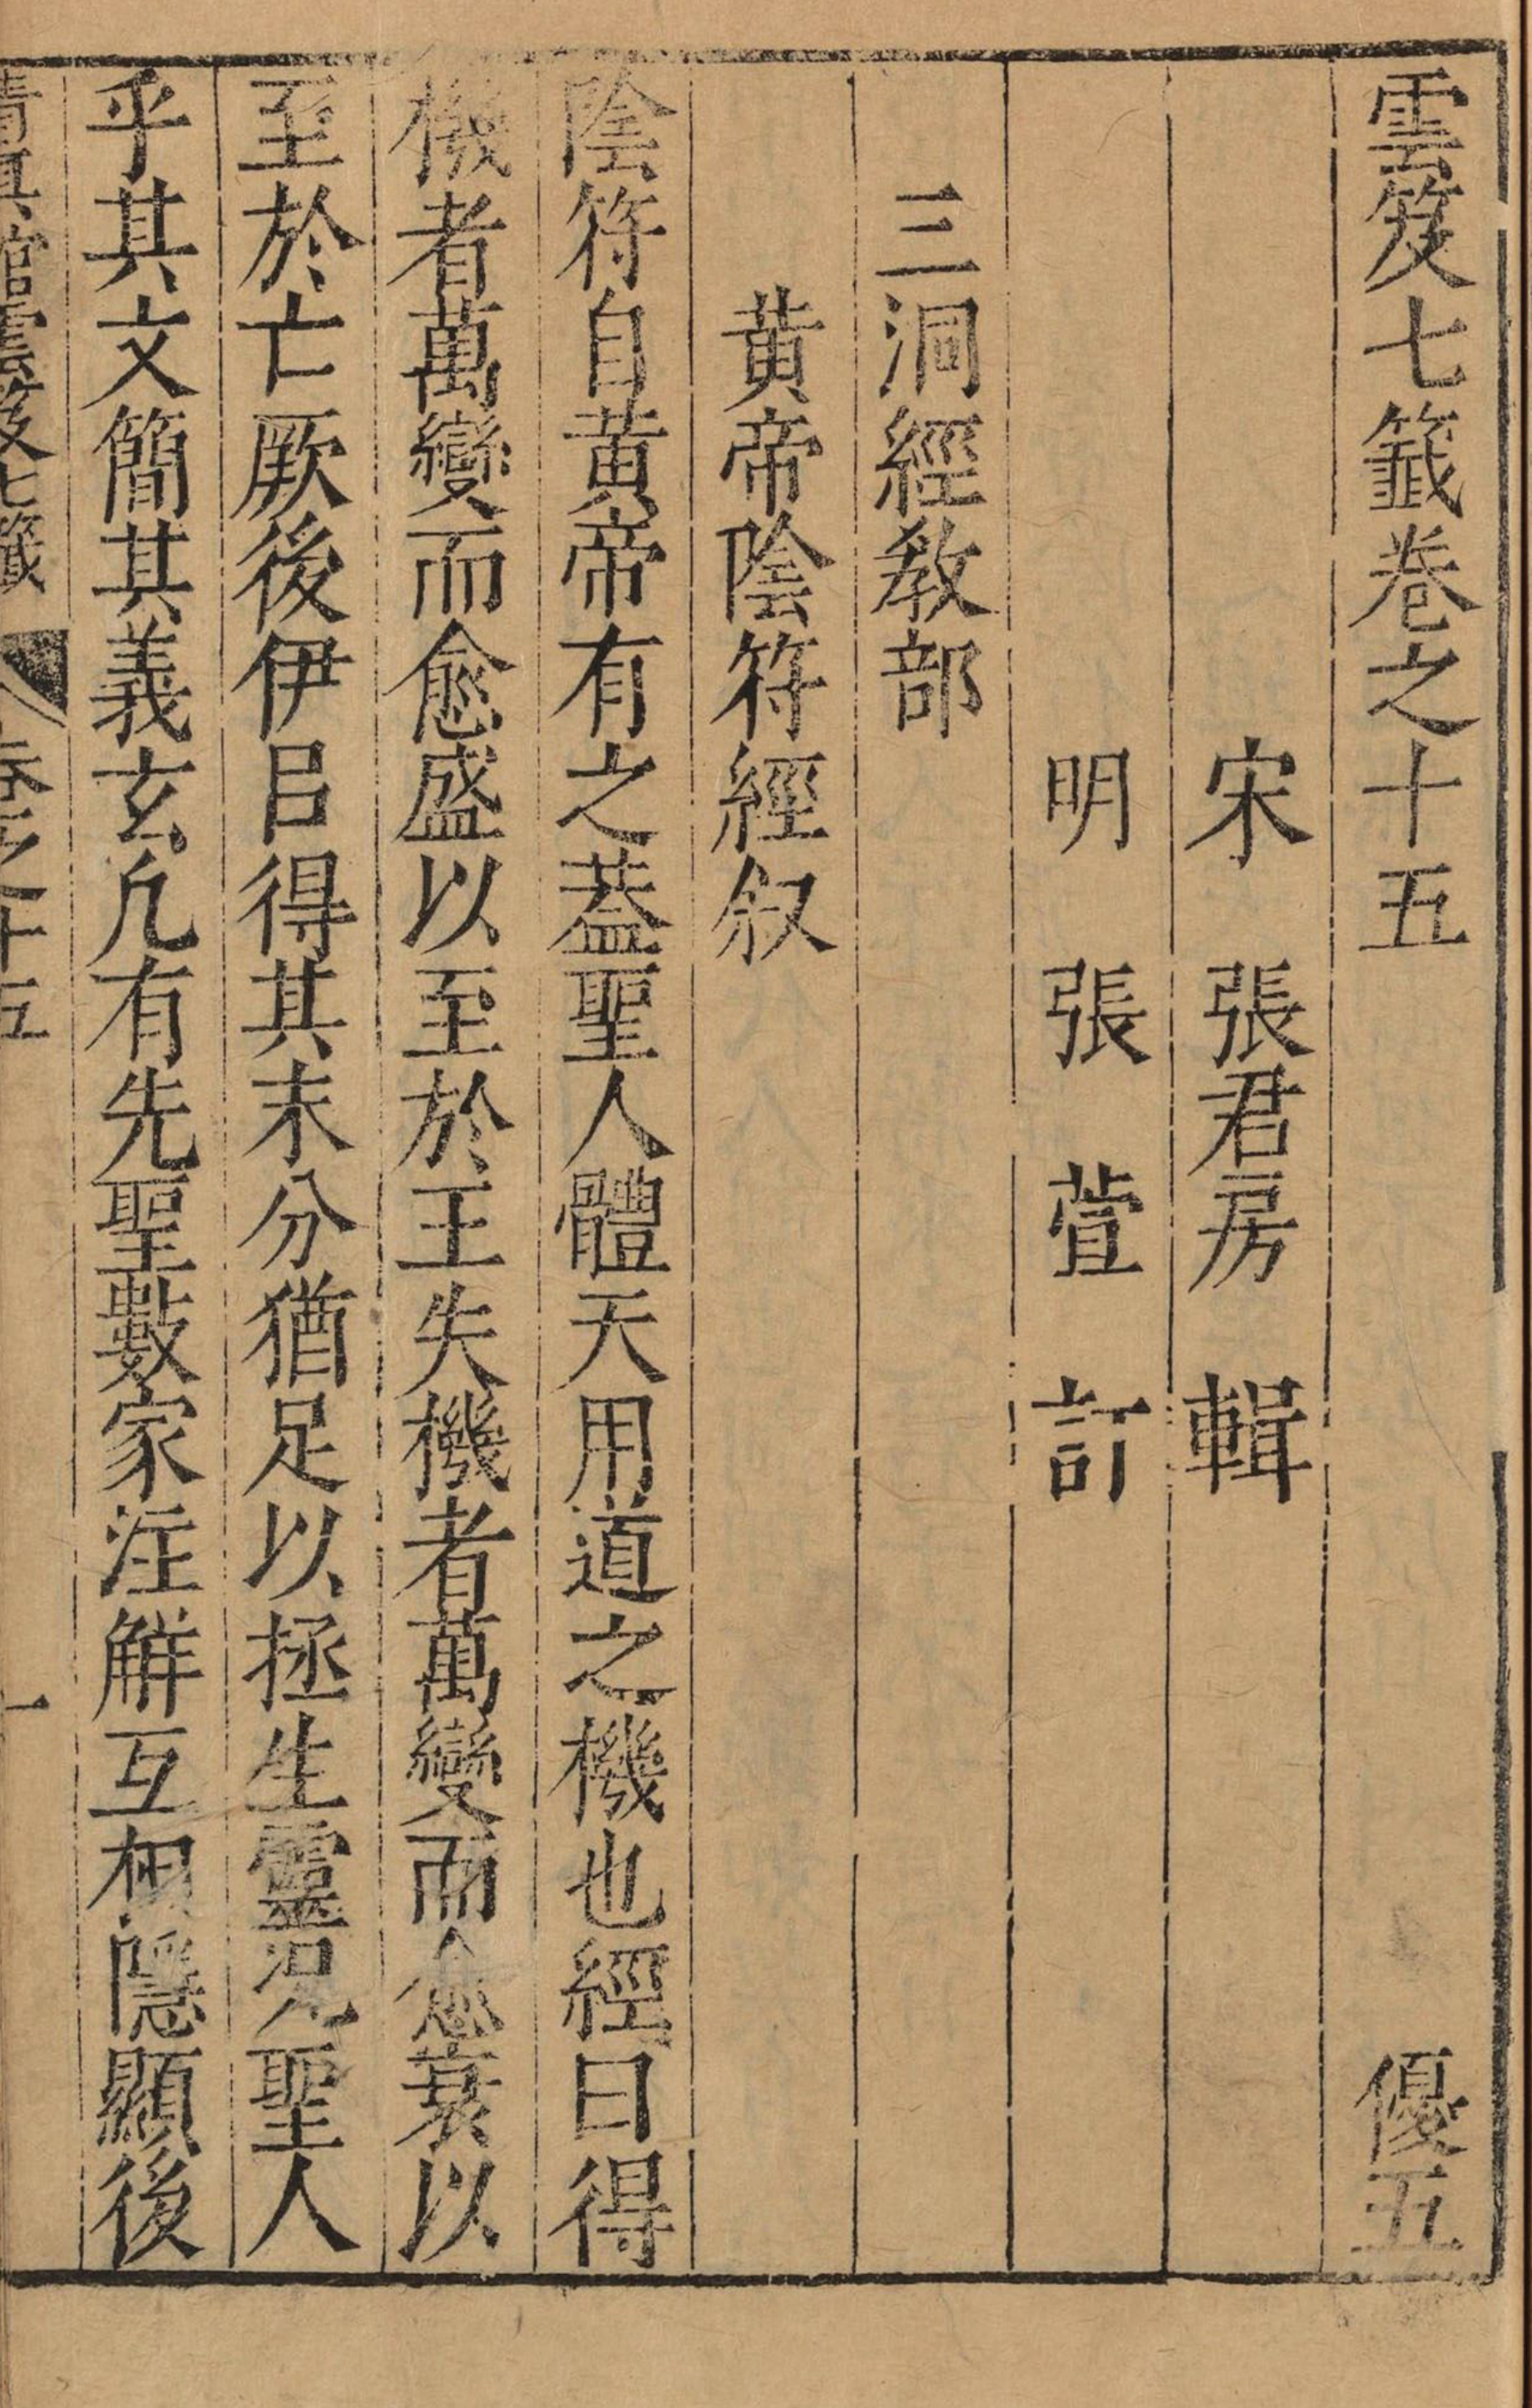 雲笈七籤卷之十五 優五
宋 張君房 輯
明 張萱 訂
三洞經敎部
黃帝陰符經叙
陰符自黃帝有之蓋聖人體天用道之機也經曰得
機者萬變而愈盛以至於王失機者萬變而愈衰以
至於亡厥後伊呂得其末分猶足以拯生靈況聖人
乎其文簡其義玄凡有先聖數家注解互相隱顯後
清真館雲笈七籤 卷之十五 一